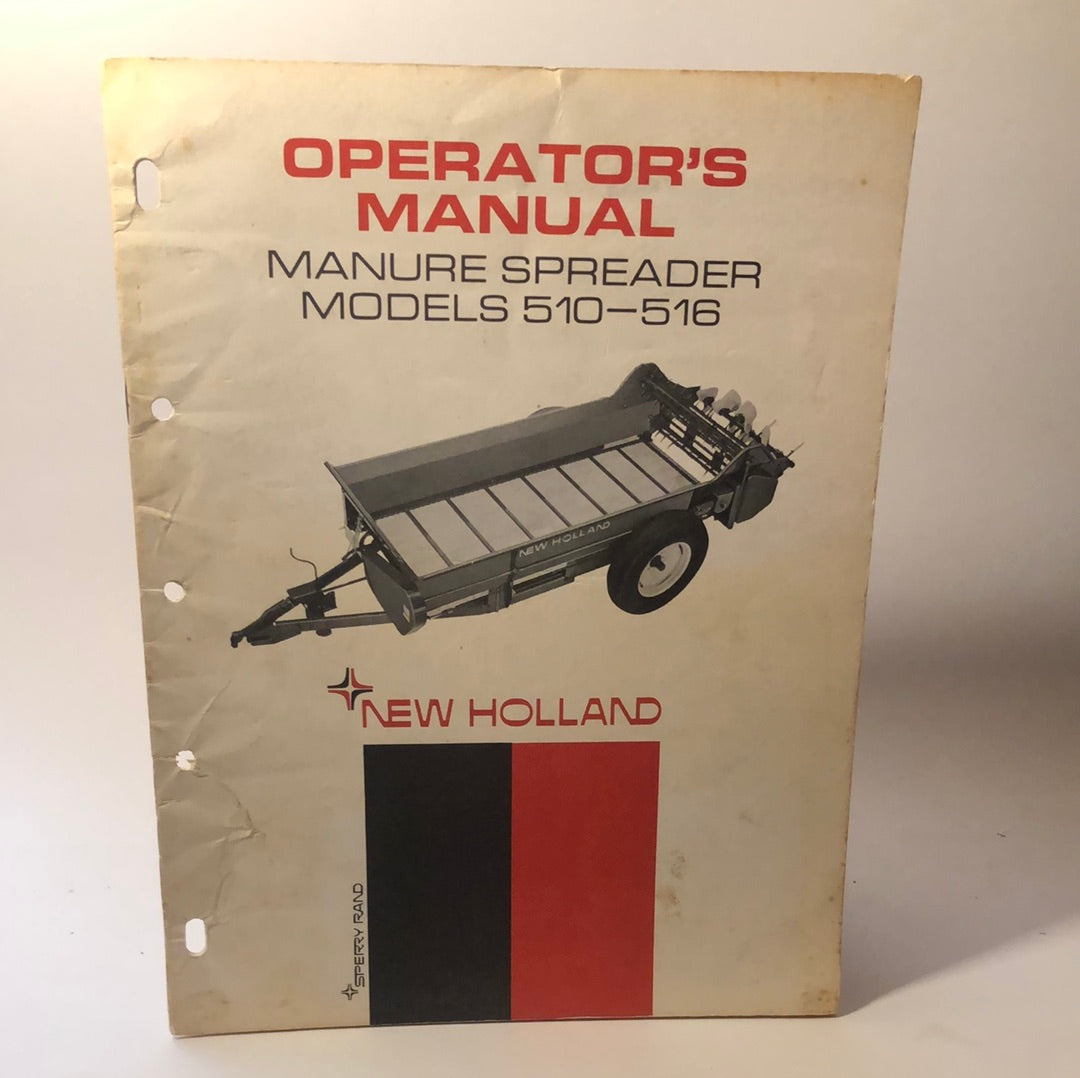 OPERATOR'S
MANUAL
MANURE SPREADER
MODELS 510-516
NEW HOLLAND
NEW HOLLAND
SPERRY RAND